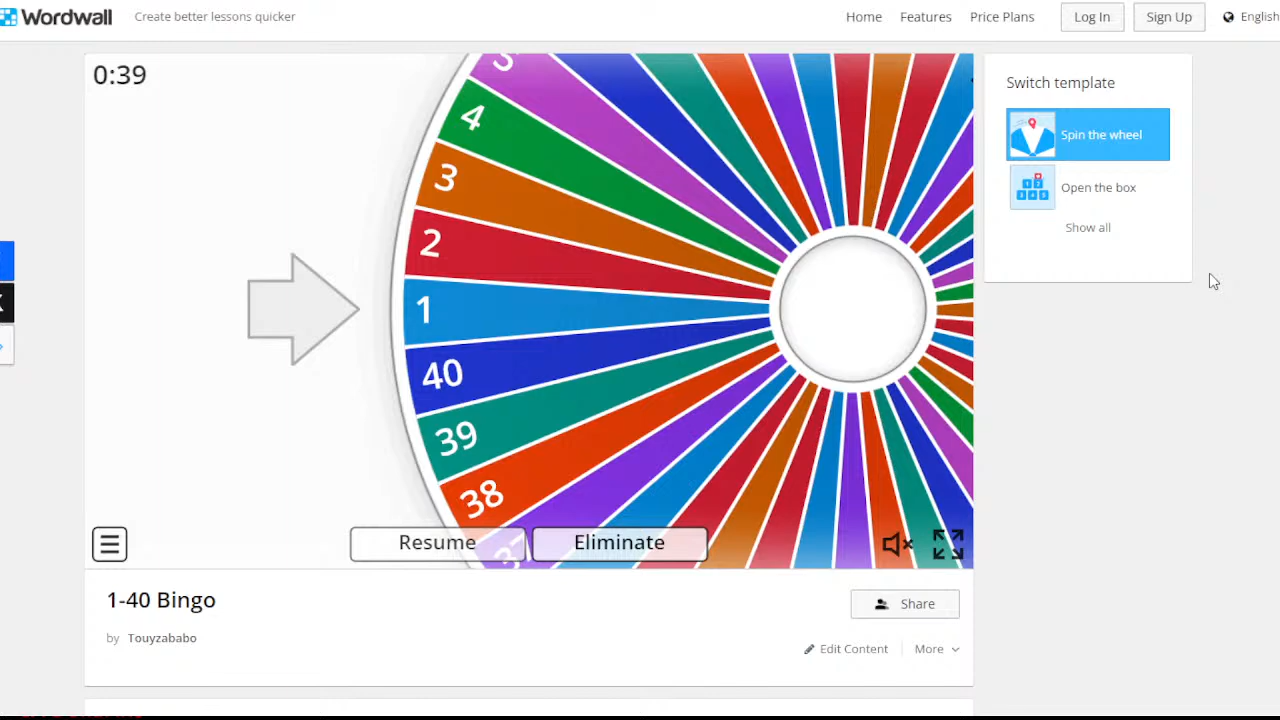 Wordwall
Create better lessons quicker
Home
Features
Price Plans
Log In
Sign Up
English
0:39
4
3
2
1
40
39
38
37
Resume
Eliminate
Switch template
Spin the wheel
Open the box
Show all
1-40 Bingo
by Touyzababo
Share
Edit Content
More